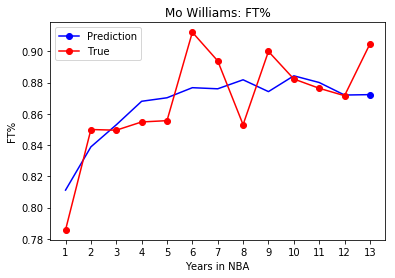 Mo Williams: FT%
Prediction
True
FT%
0.90
0.88
0.86
0.84
0.82
0.80
0.78
1 2 3 4 5 6 7 8 9 10 11 12 13
Years in NBA